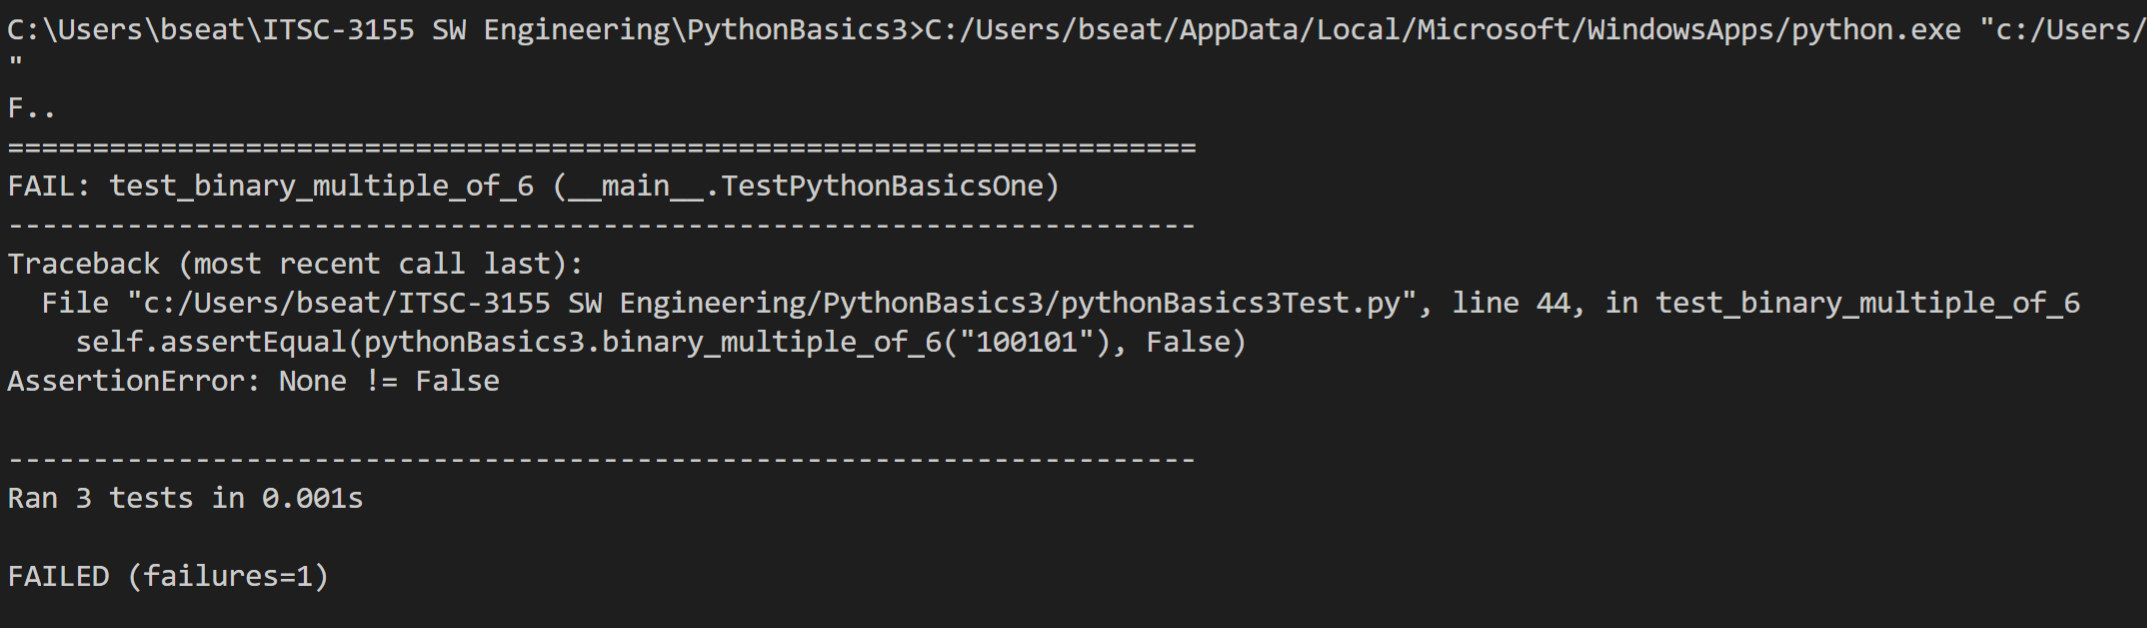 C:\Users\bseat\ITSC-3155 SW Engineering\PythonBasics3>C:/Users/bseat/AppData/Local/Microsoft/WindowsApps/python.exe "c:/Users/
"
F..
======================================================================
FAIL: test_binary_multiple_of_6 (__main__.TestPythonBasicsOne)
----------------------------------------------------------------------
Traceback (most recent call last):
  File "c:/Users/bseat/ITSC-3155 SW Engineering/PythonBasics3/pythonBasics3Test.py", line 44, in test_binary_multiple_of_6
    self.assertEqual(pythonBasics3.binary_multiple_of_6("100101"), False)
AssertionError: None != False

----------------------------------------------------------------------
Ran 3 tests in 0.001s

FAILED (failures=1)